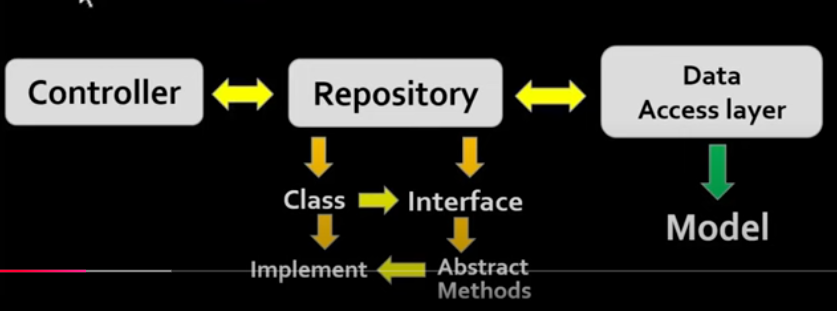 Controller
Repository
Data
Access layer
Class
Interface
Model
Implement
Abstract
Methods